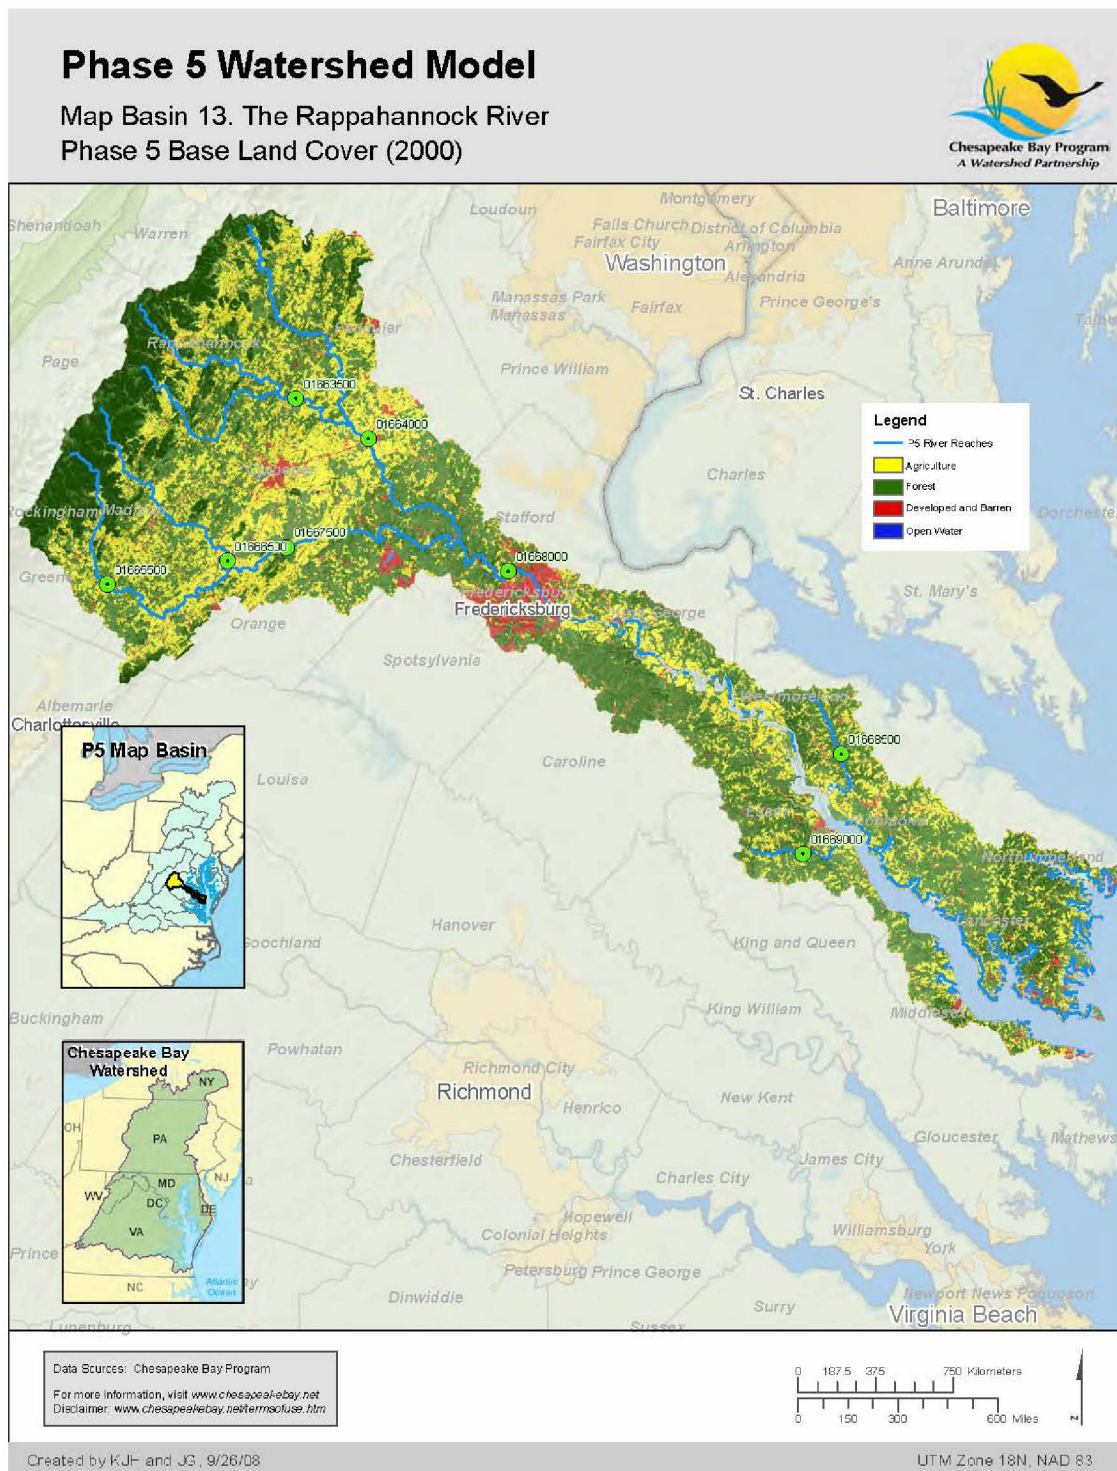 Phase 5 Watershed Model
Map Basin 13. The Rappahannock River
Phase 5 Base Land Cover (2000)
Chesapeake Bay Program
A Watershed Partnership
Shenandoah
Warren
Loudoun
Montgomery
Falls Church
District of Columbia
Fairfax City
Arlington
Washington
Alexandria
Baltimore
Anne Arundel
Manassas Park
Manassas
Fairfax
Prince George's
Page
Rappahannock
Prince William
01663500
01664000
St. Charles
Charles
Legend
P5 River Reaches
Agriculture
Forest
Developed and Barren
Open Water
Dorchester
Culpeper
Rockingham
Madison
Stafford
01667500
01666500
01665500
01668000
Greene
Fredericksburg
Fredericksburg
King George
St. Mary's
Orange
Spotsylvania
Albemarle
Charlottesville
Westmoreland
01668500
P5 Map Basin
Louisa
Caroline
Essex
Richmond
01669000
Northumberland
Lancaster
Hanover
Goochland
King and Queen
King William
Middlesex
Buckingham
Powhatan
Chesapeake Bay
Watershed
NY
OH
PA
NJ
MD
WV
DC
DE
VA
NC
Atlantic
Ocean
Richmond City
Richmond
Henrico
New Kent
Gloucester
Mathews
Chesterfield
James City
Charles City
Hopewell
Colonial Heights
Williamsburg
York
Prince
Petersburg
Prince George
Newport News
Poquoson
Dinwiddie
Surry
Virginia Beach
Lunenburg
Sussex
Data Sources: Chesapeake Bay Program
For more information, visit www.chesapeakebay.net
Disclaimer: www.chesapeakebay.net/termsofuse.htm
0 187.5 375 750 Kilometers
0 150 300 600 Miles
N
Created by KJH and JG, 9/26/08
UTM Zone 18N, NAD 83